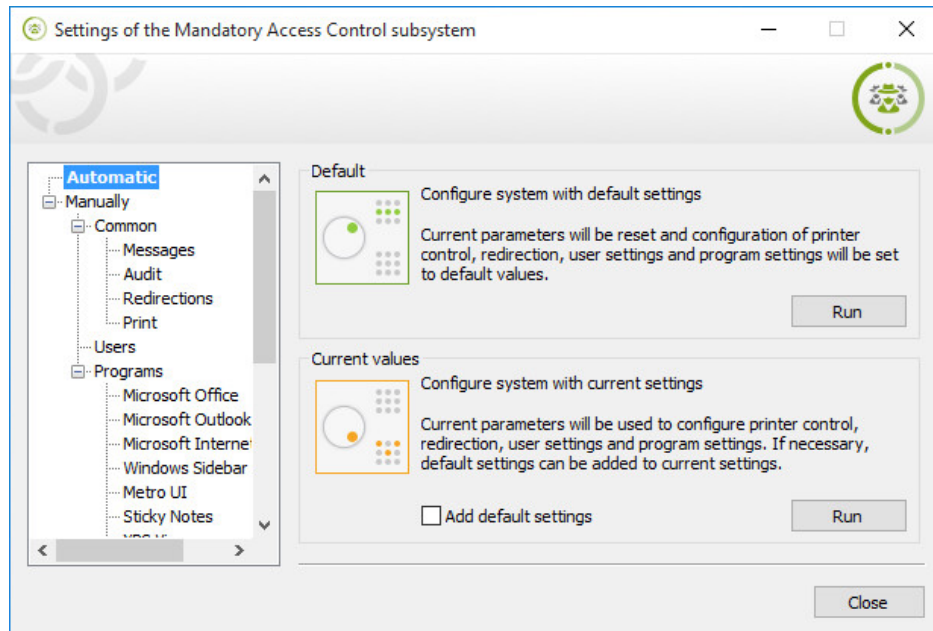 Settings of the Mandatory Access Control subsystem
Automatic
Manually
Common
Messages
Audit
Redirections
Print
Users
Programs
Microsoft Office
Microsoft Outlook
Microsoft Interne
Windows Sidebar
Metro UI
Sticky Notes
Default
Configure system with default settings
Current parameters will be reset and configuration of printer
control, redirection, user settings and program settings will be set
to default values.
Run
Current values
Configure system with current settings
Current parameters will be used to configure printer control,
redirection, user settings and program settings. If necessary,
default settings can be added to current settings.
Add default settings
Run
Close